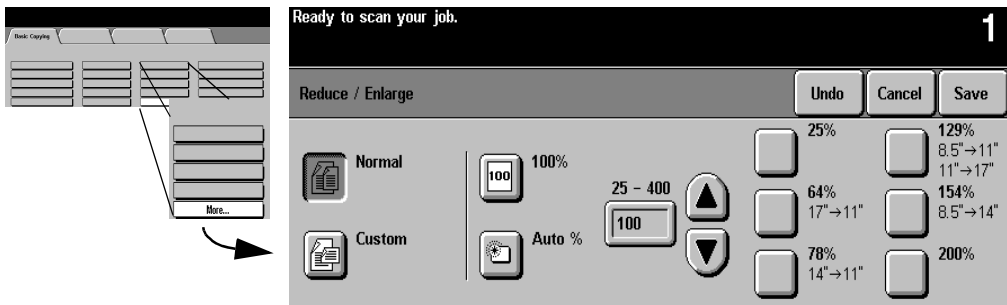 Basic Copying
More...
Ready to scan your job.
1
Reduce / Enlarge
Undo
Cancel
Save
Normal
Custom
100
100%
Auto %
25 – 400
100
25%
64%
17"→11"
78%
14"→11"
129%
8.5"→11"
11"→17"
154%
8.5"→14"
200%